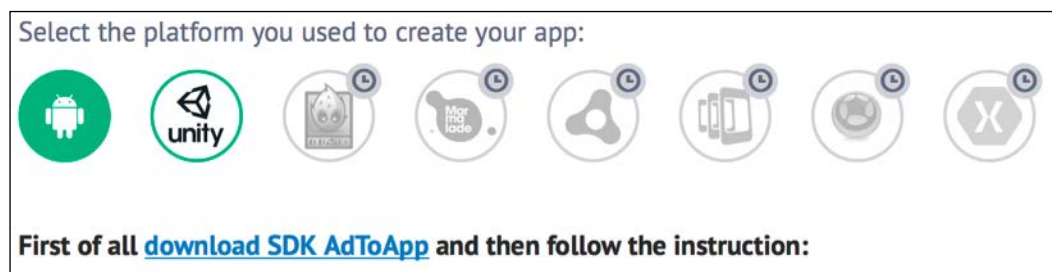 Select the platform you used to create your app:
unity
Mar
ma
lade
X
First of all download SDK AdToApp and then follow the instruction: